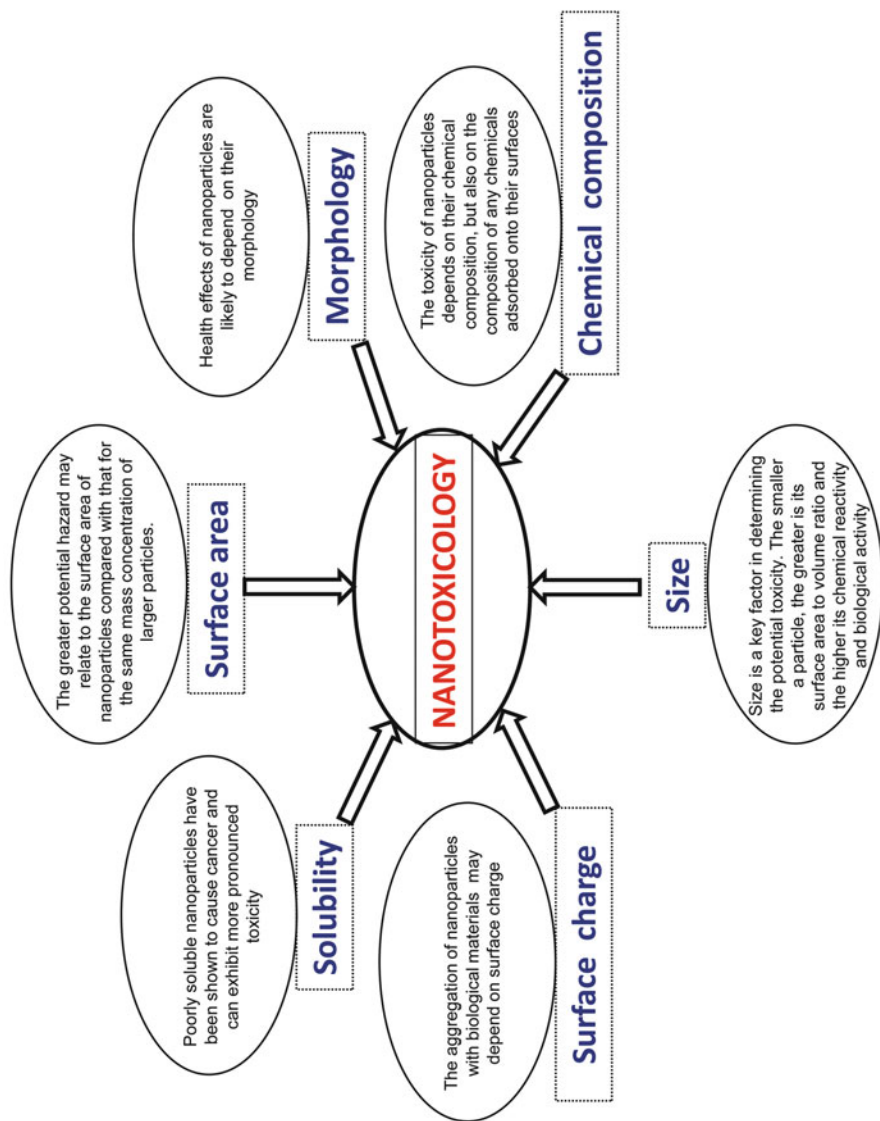 The greater potential hazard may
relate to the surface area of
nanoparticles compared with that for
the same mass concentration of
larger particles.
Surface area
Poorly soluble nanoparticles have
been shown to cause cancer and
can exhibit more pronounced
toxicity
Solubility
Health effects of nanoparticles are
likely to depend on their
morphology
Morphology
NANOTOXICOLOGY
The aggregation of nanoparticles
with biological materials may
depend on surface charge
Surface charge
The toxicity of nanoparticles
depends on their chemical
composition, but also on the
composition of any chemicals
adsorbed onto their surfaces
Chemical composition
Size
Size is a key factor in determining
the potential toxicity. The smaller
a particle, the greater is its
surface area to volume ratio and
the higher its chemical reactivity
and biological activity